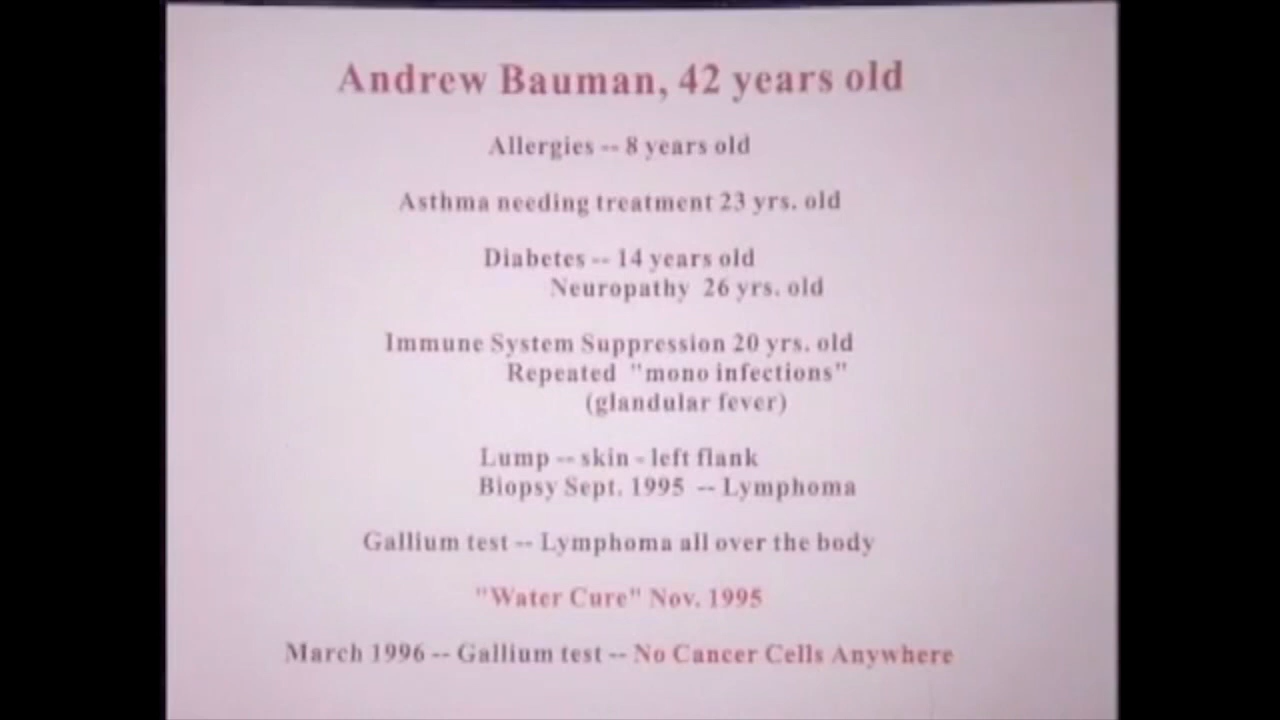 Andrew Bauman, 42 years old
Allergies -- 8 years old
Asthma needing treatment 23 yrs. old
Diabetes -- 14 years old
Neuropathy 26 yrs. old
Immune System Suppression 20 yrs. old
Repeated "mono infections"
(glandular fever)
Lump -- skin - left flank
Biopsy Sept. 1995 -- Lymphoma
Gallium test -- Lymphoma all over the body
"Water Cure" Nov. 1995
March 1996 -- Gallium test -- No Cancer Cells Anywhere